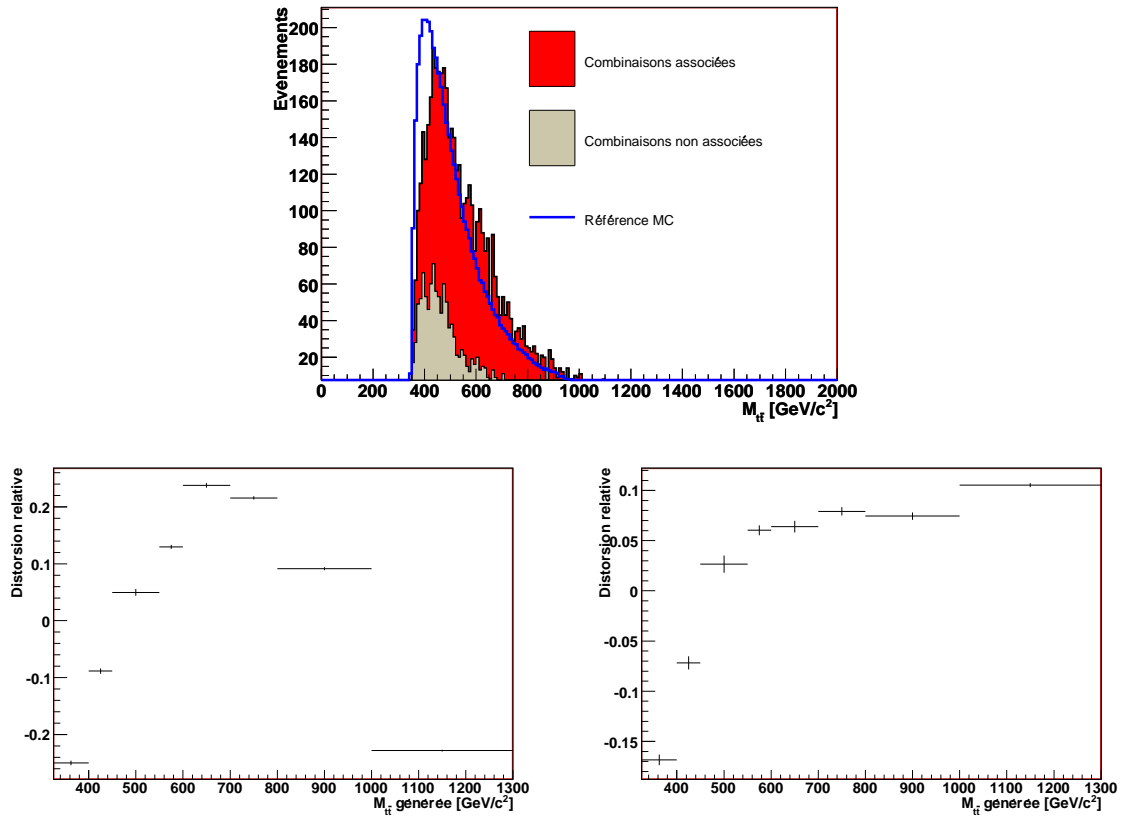 Evènements
200
180
160
140
120
100
80
60
40
20
0 200 400 600 800 1000 1200 1400 1600 1800 2000
M_tt̄ [GeV/c²]
Combinaisons associées
Combinaisons non associées
Référence MC
Distorsion relative
0.2
0.1
0
-0.1
-0.2
400 500 600 700 800 900 1000 1100 1200 1300
M_tt̄ générée [GeV/c²]
Distorsion relative
0.1
0.05
0
-0.05
-0.1
-0.15
400 500 600 700 800 900 1000 1100 1200 1300
M_tt̄ générée [GeV/c²]